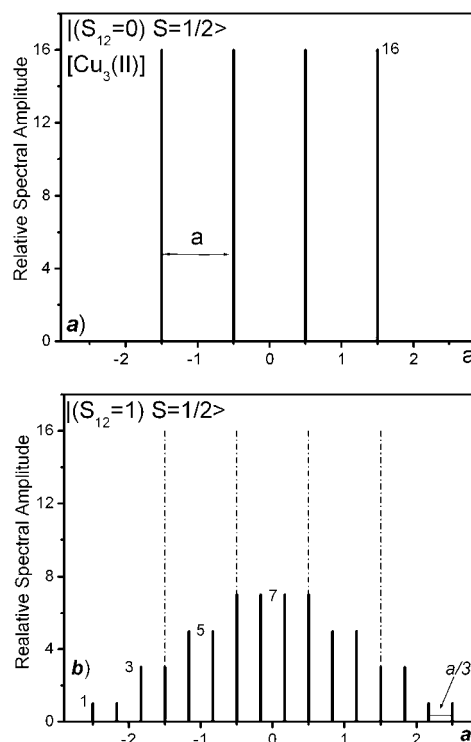 |(S12=0) S=1/2>
[Cu3(II)]
16
16
12
8
4
0
Relative Spectral Amplitude
a
a)
-2 -1 0 1 2 a
|(S12=1) S=1/2>
16
12
8
4
0
Realative Spectral Amplitude
7
5
3
b)
1
a/3
-2 -1 0 1 2 a